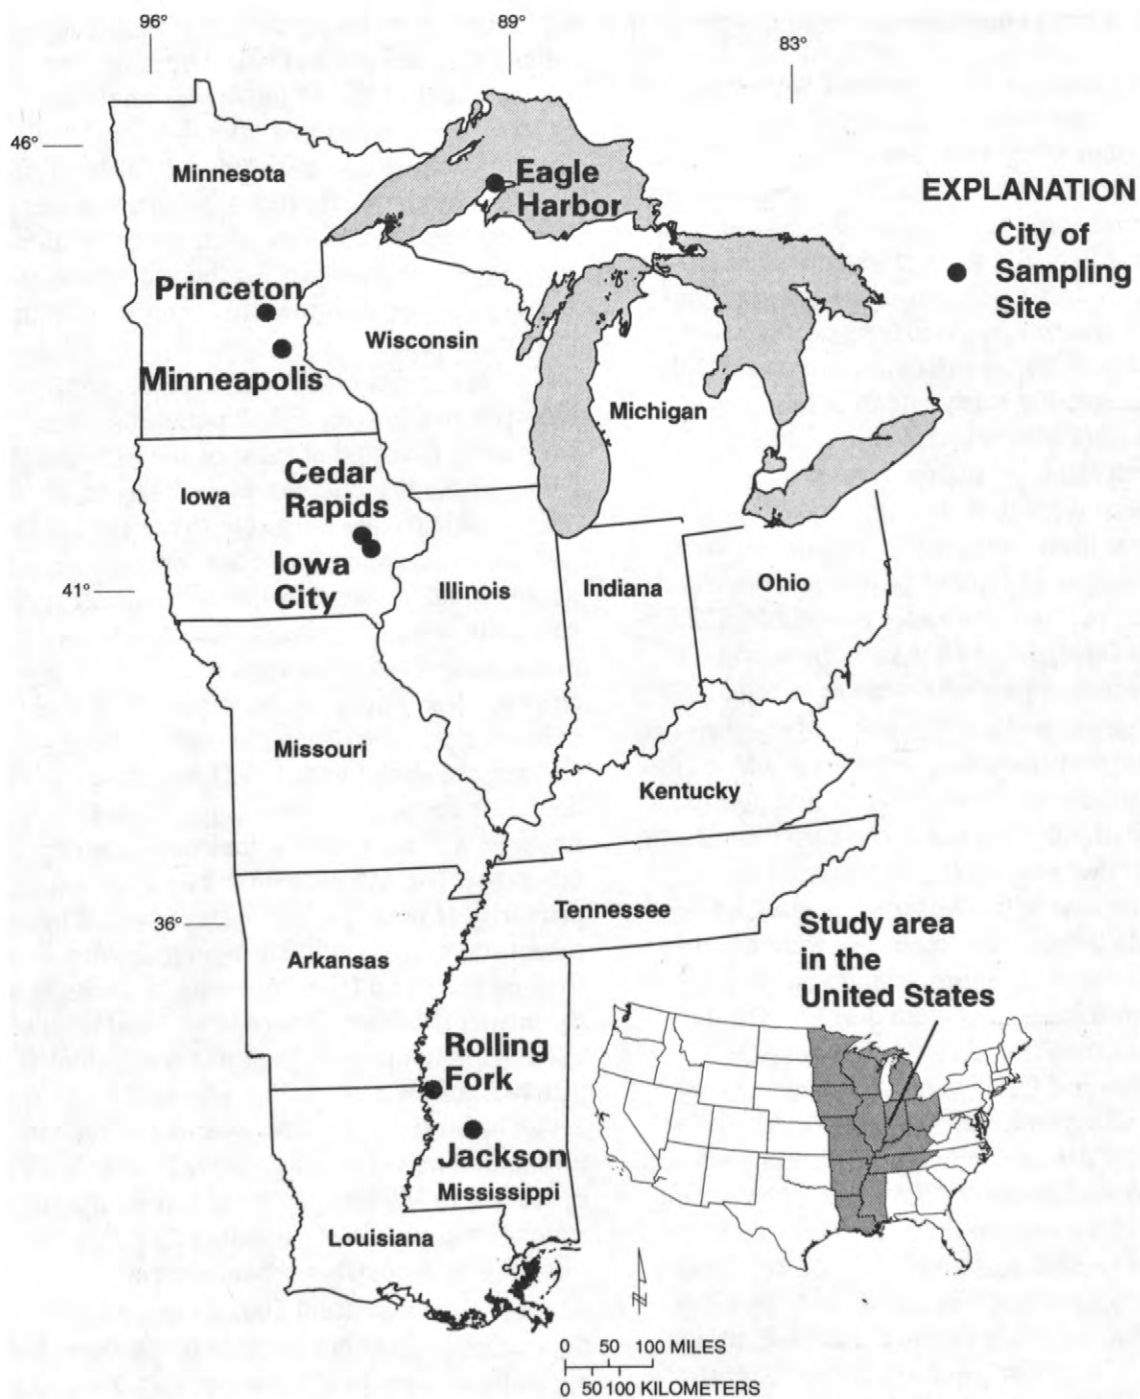 96°
89°
83°
46°
Minnesota
Eagle
Harbor
EXPLANATION
City of
Sampling
Site
Princeton
Minneapolis
Wisconsin
Michigan
Iowa
Cedar
Rapids
Iowa
City
41°
Illinois
Indiana
Ohio
Missouri
Kentucky
Tennessee
36°
Arkansas
Study area
in the
United States
Rolling
Fork
Jackson
Mississippi
Louisiana
0 50 100 MILES
0 50 100 KILOMETERS